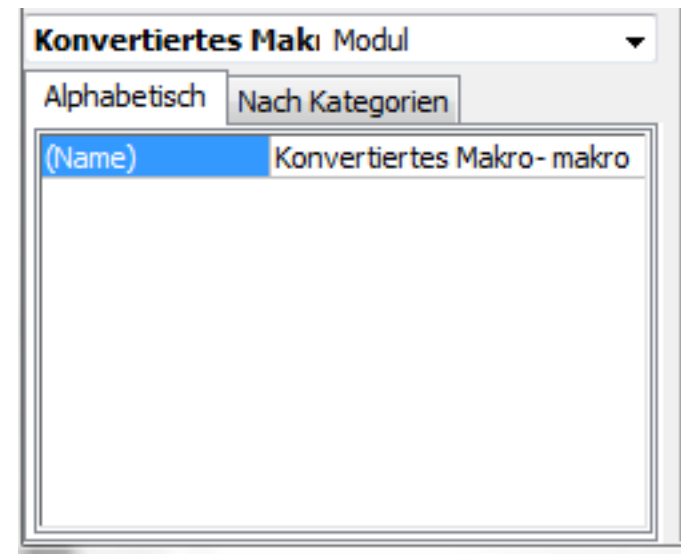 Konvertiertes Mak Modul
Alphabetisch Nach Kategorien
(Name) Konvertiertes Makro- makro